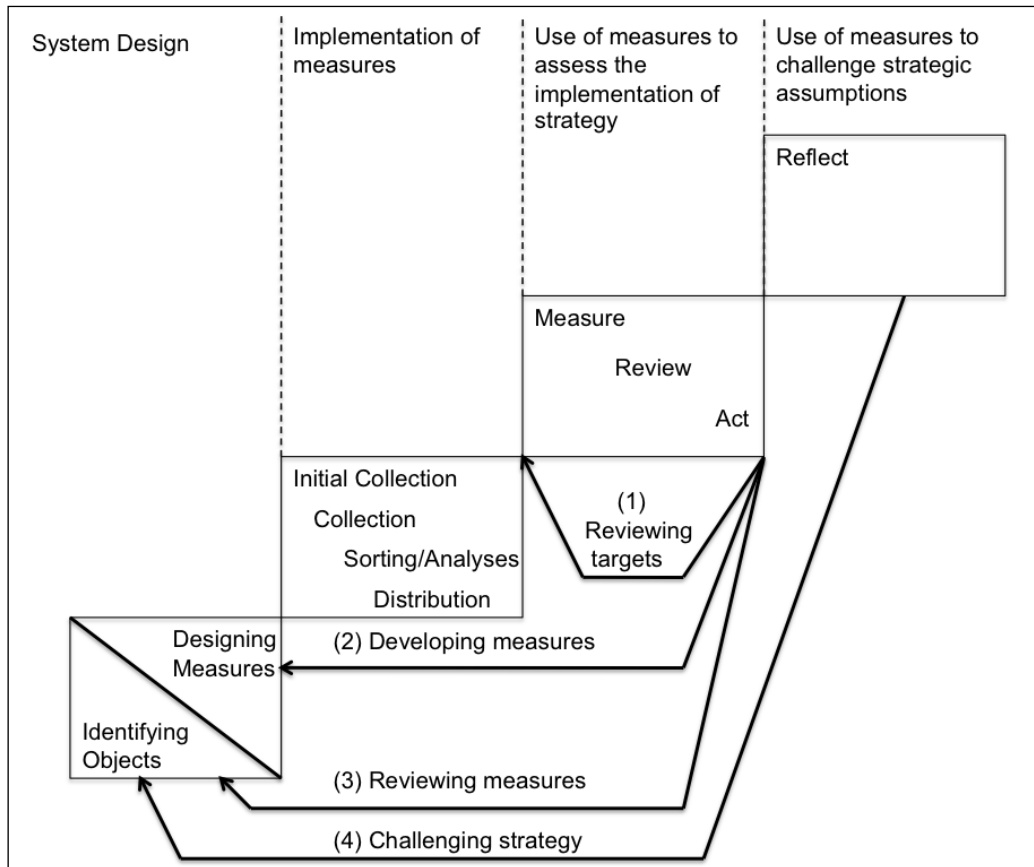 System Design
Implementation of
measures
Use of measures to
assess the
implementation of
strategy
Use of measures to
challenge strategic
assumptions
Reflect
Measure
Review
Act
Initial Collection
Collection
Sorting/Analyses
Distribution
(1)
Reviewing
targets
Designing
Measures
(2) Developing measures
Identifying
Objects
(3) Reviewing measures
(4) Challenging strategy